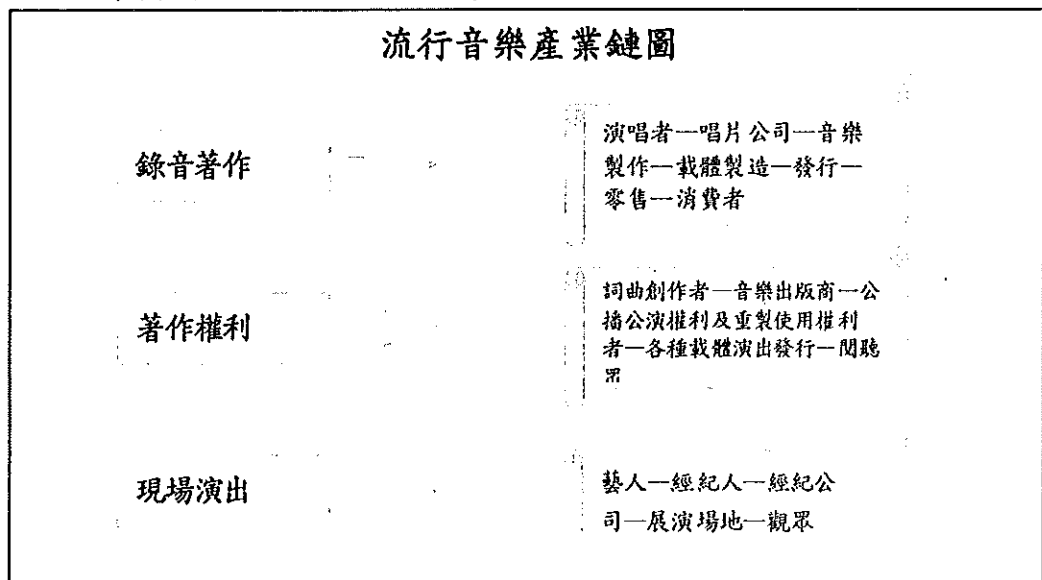 流行音樂產業鏈圖
錄音著作
演唱者—唱片公司—音樂
製作—載體製造—發行—
零售—消費者
著作權利
詞曲創作者—音樂出版商—公
播公演權利及重製使用權利
者—各種載體演出發行—閱聽
眾
現場演出
藝人—經紀人—經紀公
司—展演場地—觀眾